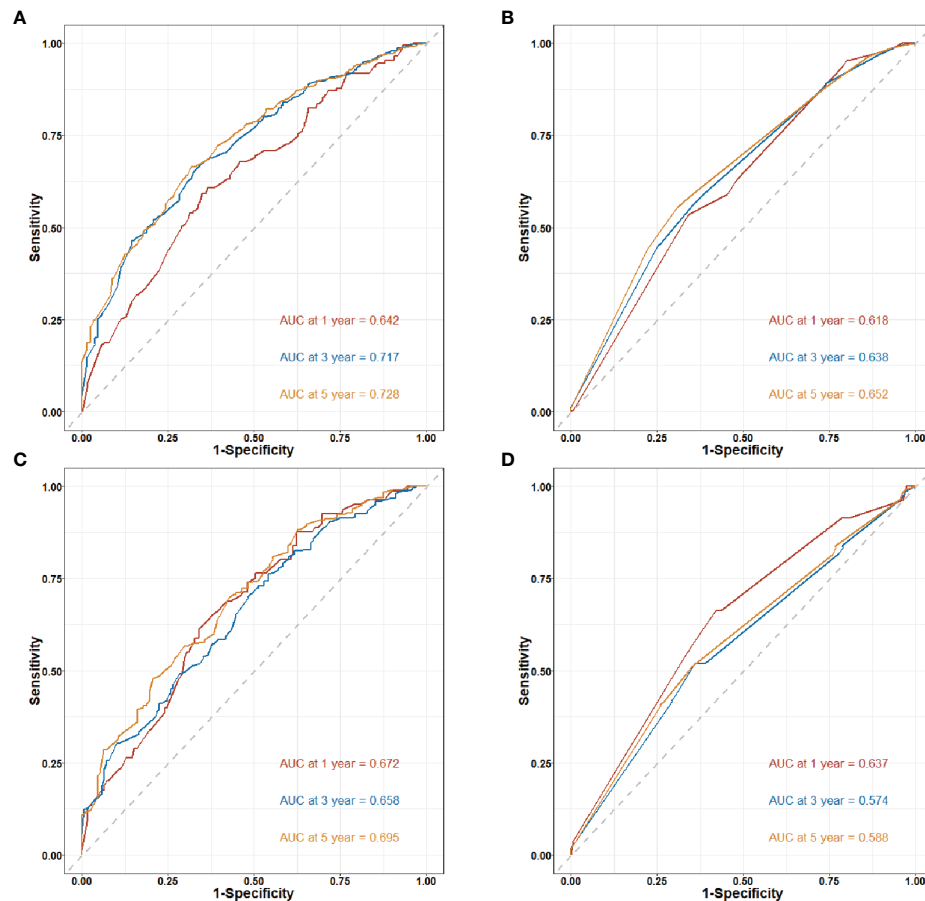 A
1.00
0.75
0.50
0.25
0.00
Sensitivity
AUC at 1 year = 0.642
AUC at 3 year = 0.717
AUC at 5 year = 0.728
0.00 0.25 0.50 0.75 1.00
1-Specificity
B
1.00
0.75
0.50
0.25
0.00
Sensitivity
AUC at 1 year = 0.618
AUC at 3 year = 0.638
AUC at 5 year = 0.652
0.00 0.25 0.50 0.75 1.00
1-Specificity
C
1.00
0.75
0.50
0.25
0.00
Sensitivity
AUC at 1 year = 0.672
AUC at 3 year = 0.658
AUC at 5 year = 0.695
0.00 0.25 0.50 0.75 1.00
1-Specificity
D
1.00
0.75
0.50
0.25
0.00
Sensitivity
AUC at 1 year = 0.637
AUC at 3 year = 0.574
AUC at 5 year = 0.588
0.00 0.25 0.50 0.75 1.00
1-Specificity